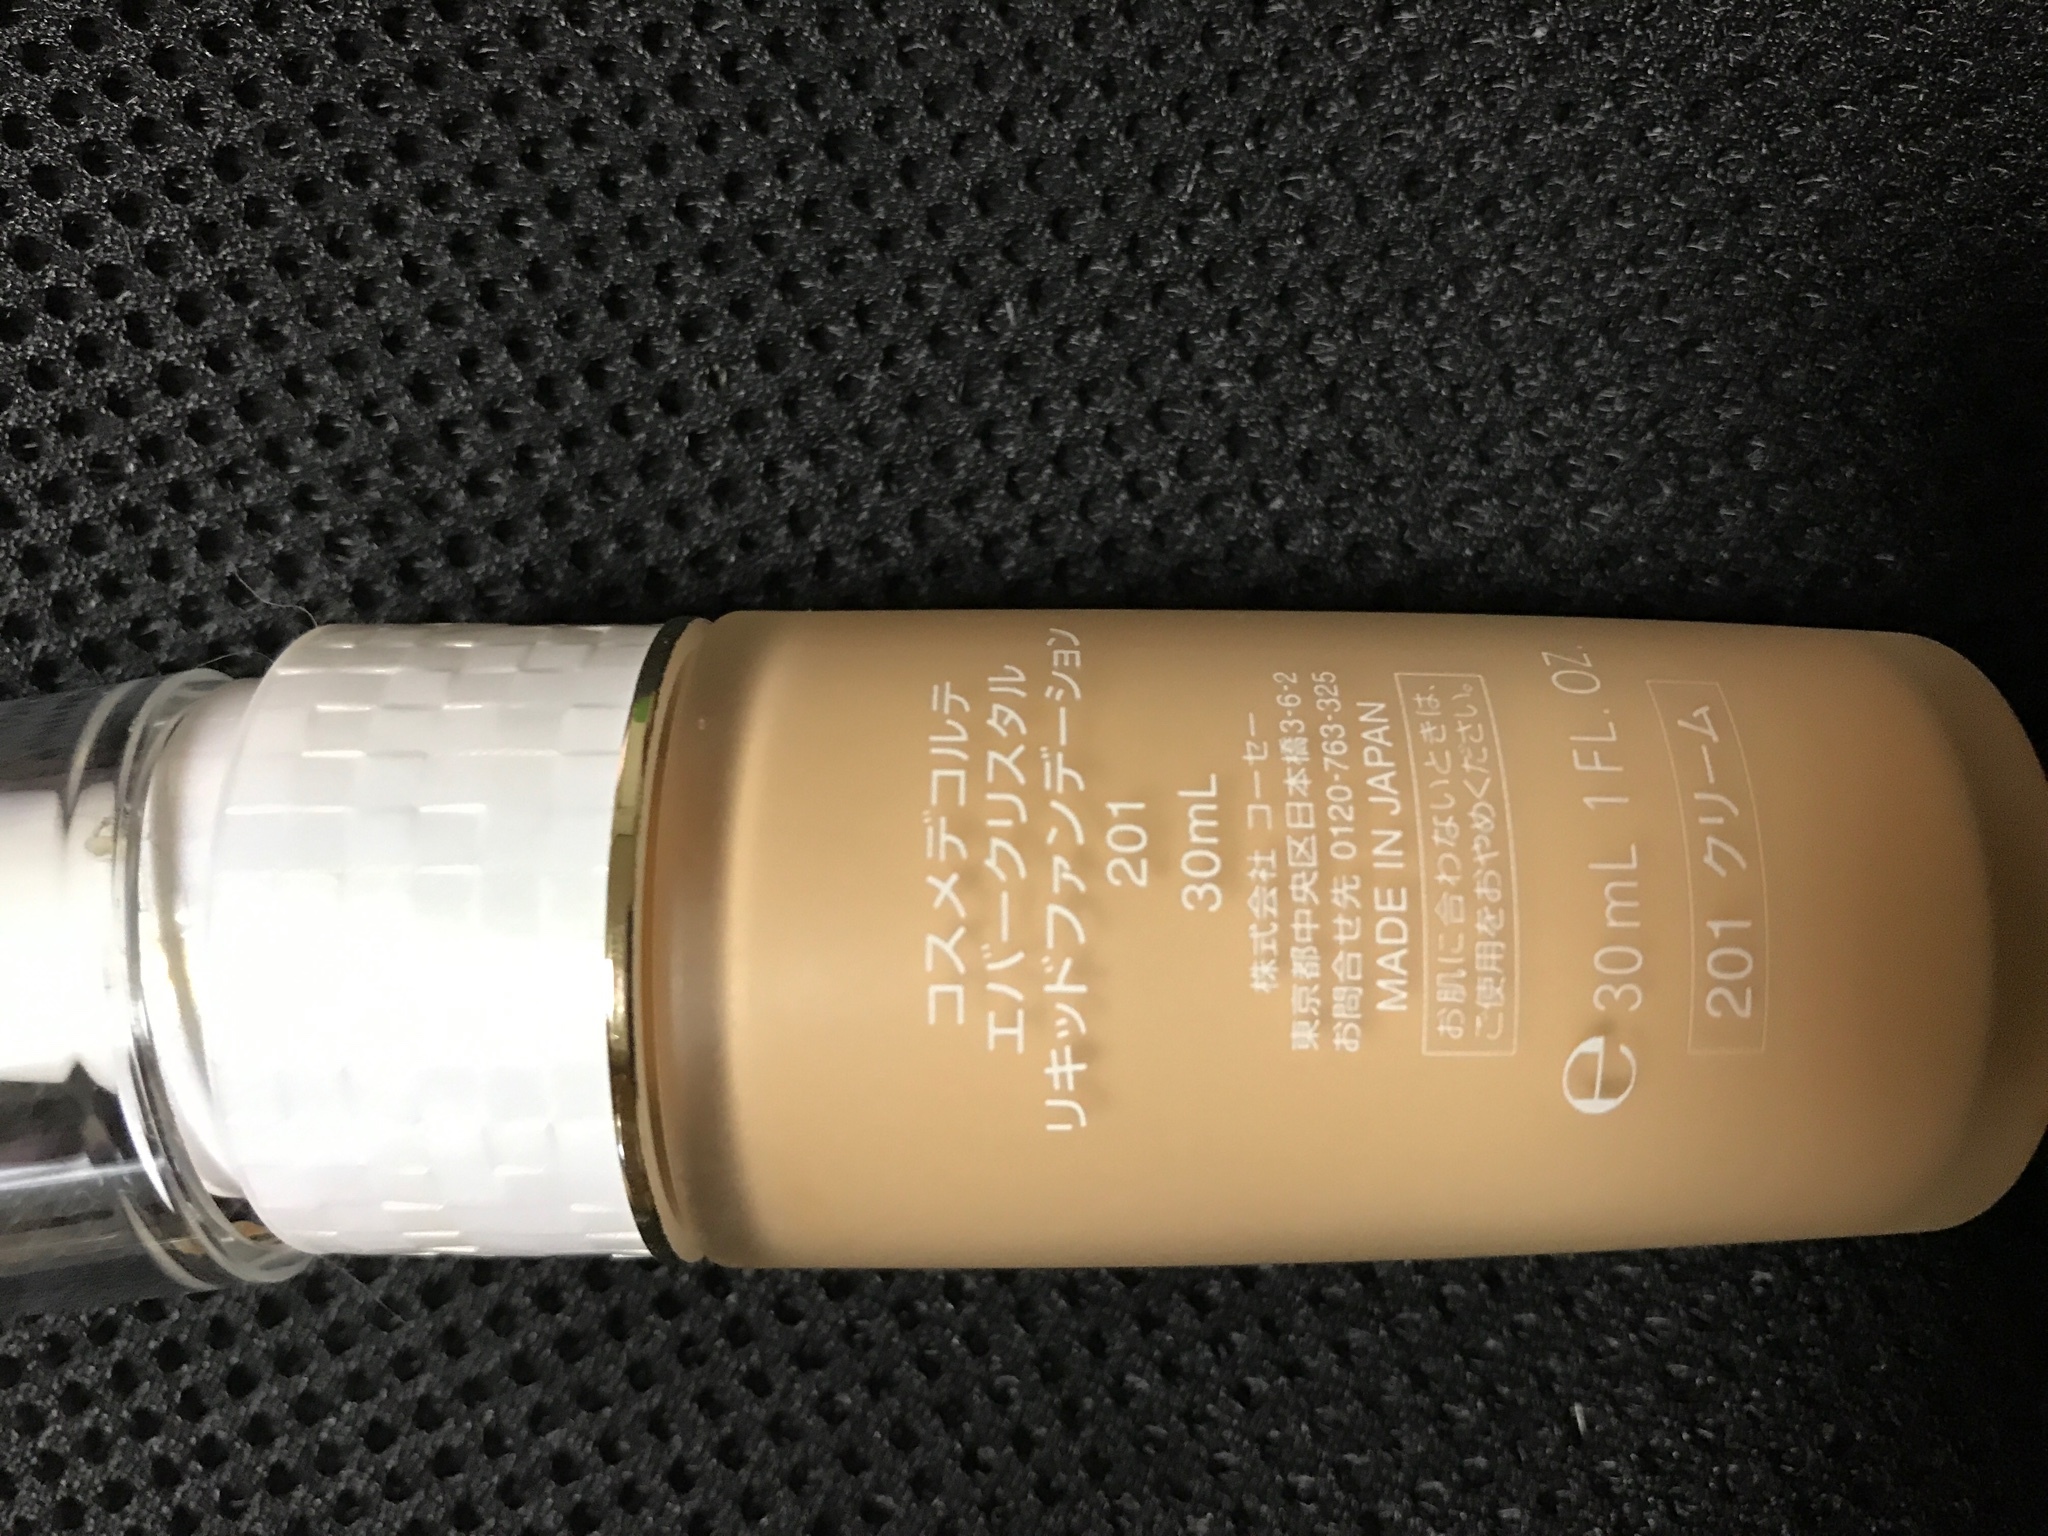 コスメデコルテ
エバークリスタル
リキッドファンデーション
201
30mL
株式会社 コーセー
東京都中央区日本橋3-6-2
お問合せ先 0120-763-325
MADE IN JAPAN
お肌に合わないときは、
ご使用をおやめください。
℮ 30mL 1FL. OZ.
201 クリーム